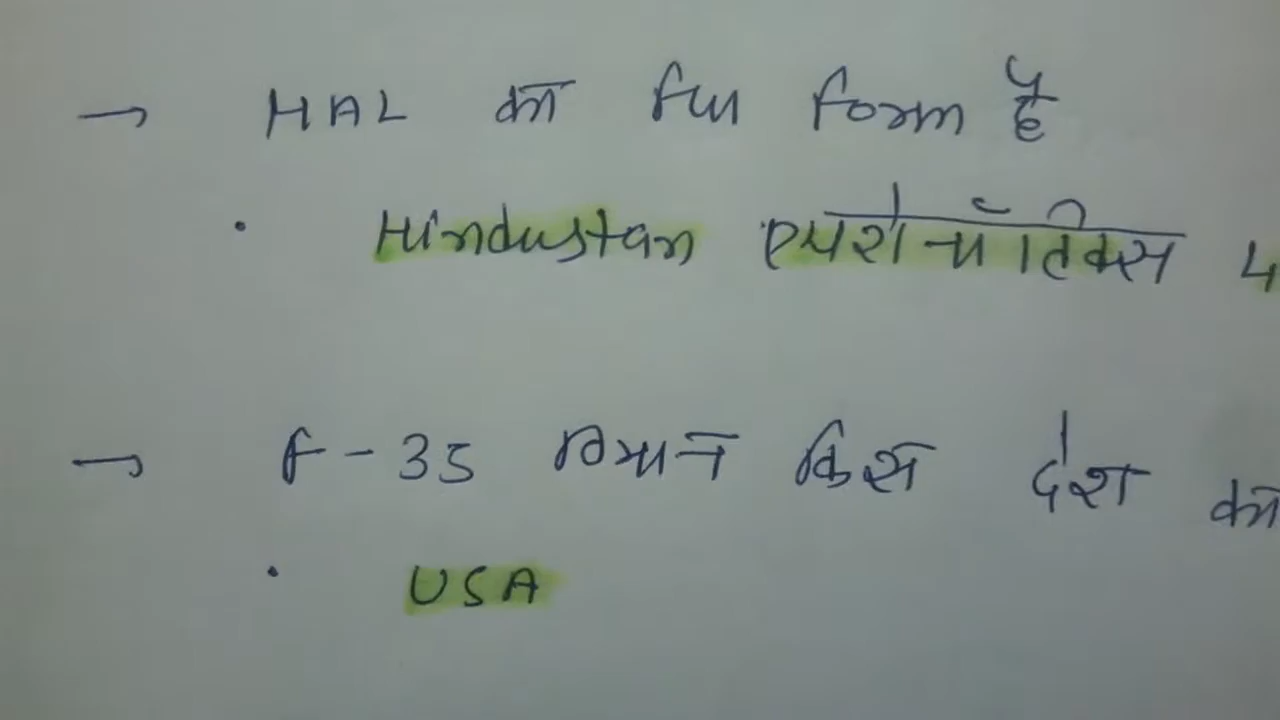 → HAL का full form है
· Hindustan एयरोनॉटिक्स
→ F-35 विमान किस देश का
· USA